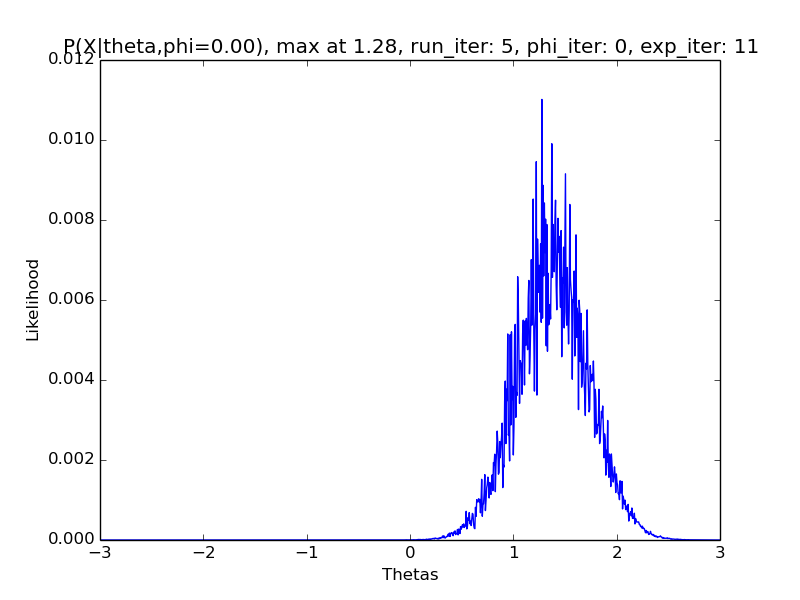 P(X|theta,phi=0.00), max at 1.28, run_iter: 5, phi_iter: 0, exp_iter: 11
0.012
0.010
0.008
0.006
0.004
0.002
0.000
Likelihood
−3 −2 −1 0 1 2 3
Thetas